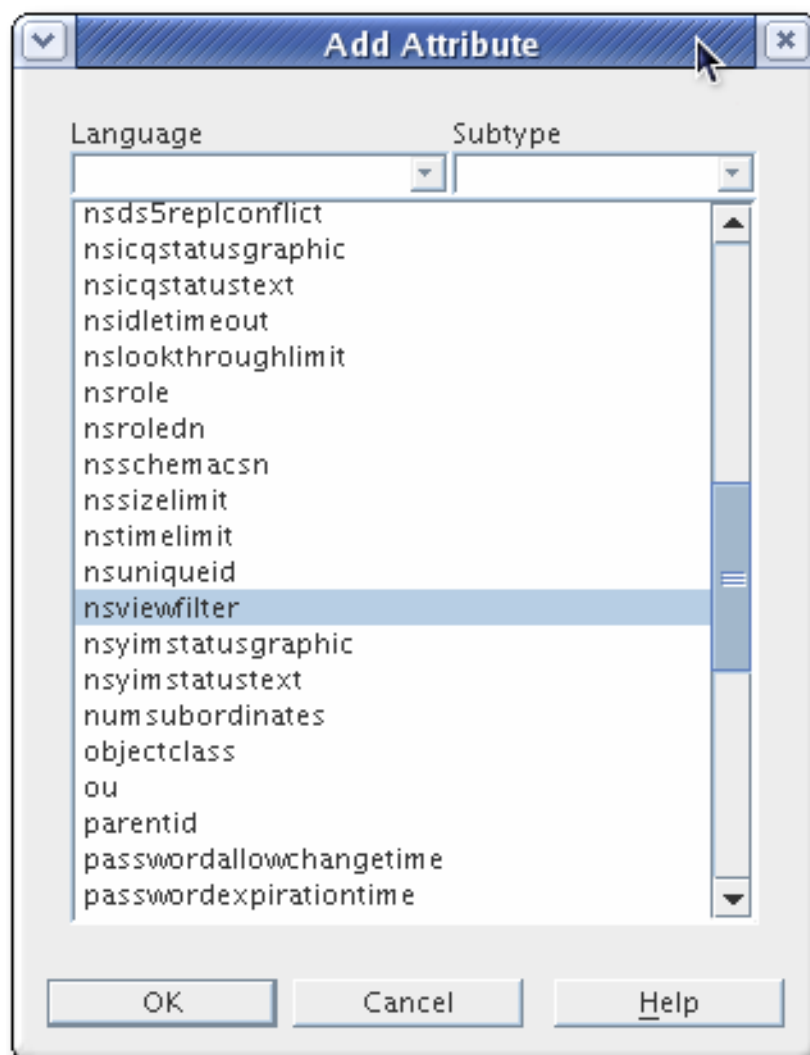 Add Attribute
Language Subtype
nsds5replconflict
nsicqstatusgraphic
nsicqstatustext
nsidletimeout
nslookthroughlimit
nsrole
nsroledn
nsschemacsn
nssizelimit
nstimelimit
nsuniqueid
nsviewfilter
nsyimstatusgraphic
nsyimstatustext
numsubordinates
objectclass
ou
parentid
passwordallowchangetime
passwordexpirationtime
OK Cancel Help